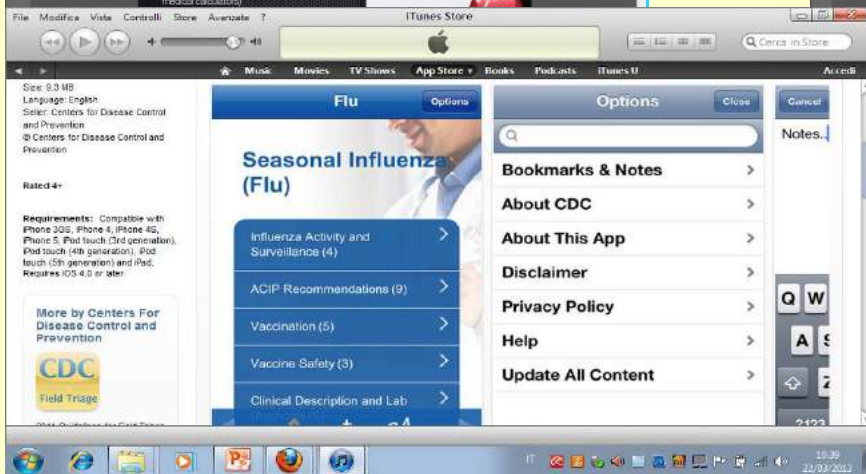 medical calculators)
File Modifica Vista Controlli Store Avanzate ?
iTunes Store
Cerca in Store
Music Movies TV Shows App Store Books Podcasts iTunes U Accedi
Size: 9.3 MB
Language: English
Seller: Centers for Disease Control
and Prevention
© Centers for Disease Control and
Prevention
Rated 4+
Requirements: Compatible with
iPhone 3GS, iPhone 4, iPhone 4S,
iPhone 5, iPod touch (3rd generation),
iPod touch (4th generation), iPod
touch (5th generation) and iPad.
Requires iOS 4.0 or later
More by Centers For
Disease Control and
Prevention
CDC
Field Triage
Flu Options
Seasonal Influenza
(Flu)
Influenza Activity and
Surveillance (4)
ACIP Recommendations (9)
Vaccination (5)
Vaccine Safety (3)
Clinical Description and Lab
Options Close
Bookmarks & Notes
About CDC
About This App
Disclaimer
Privacy Policy
Help
Update All Content
Cancel
Notes..
Q W
A S
Z
.?123
IT
10:39
22/03/2013